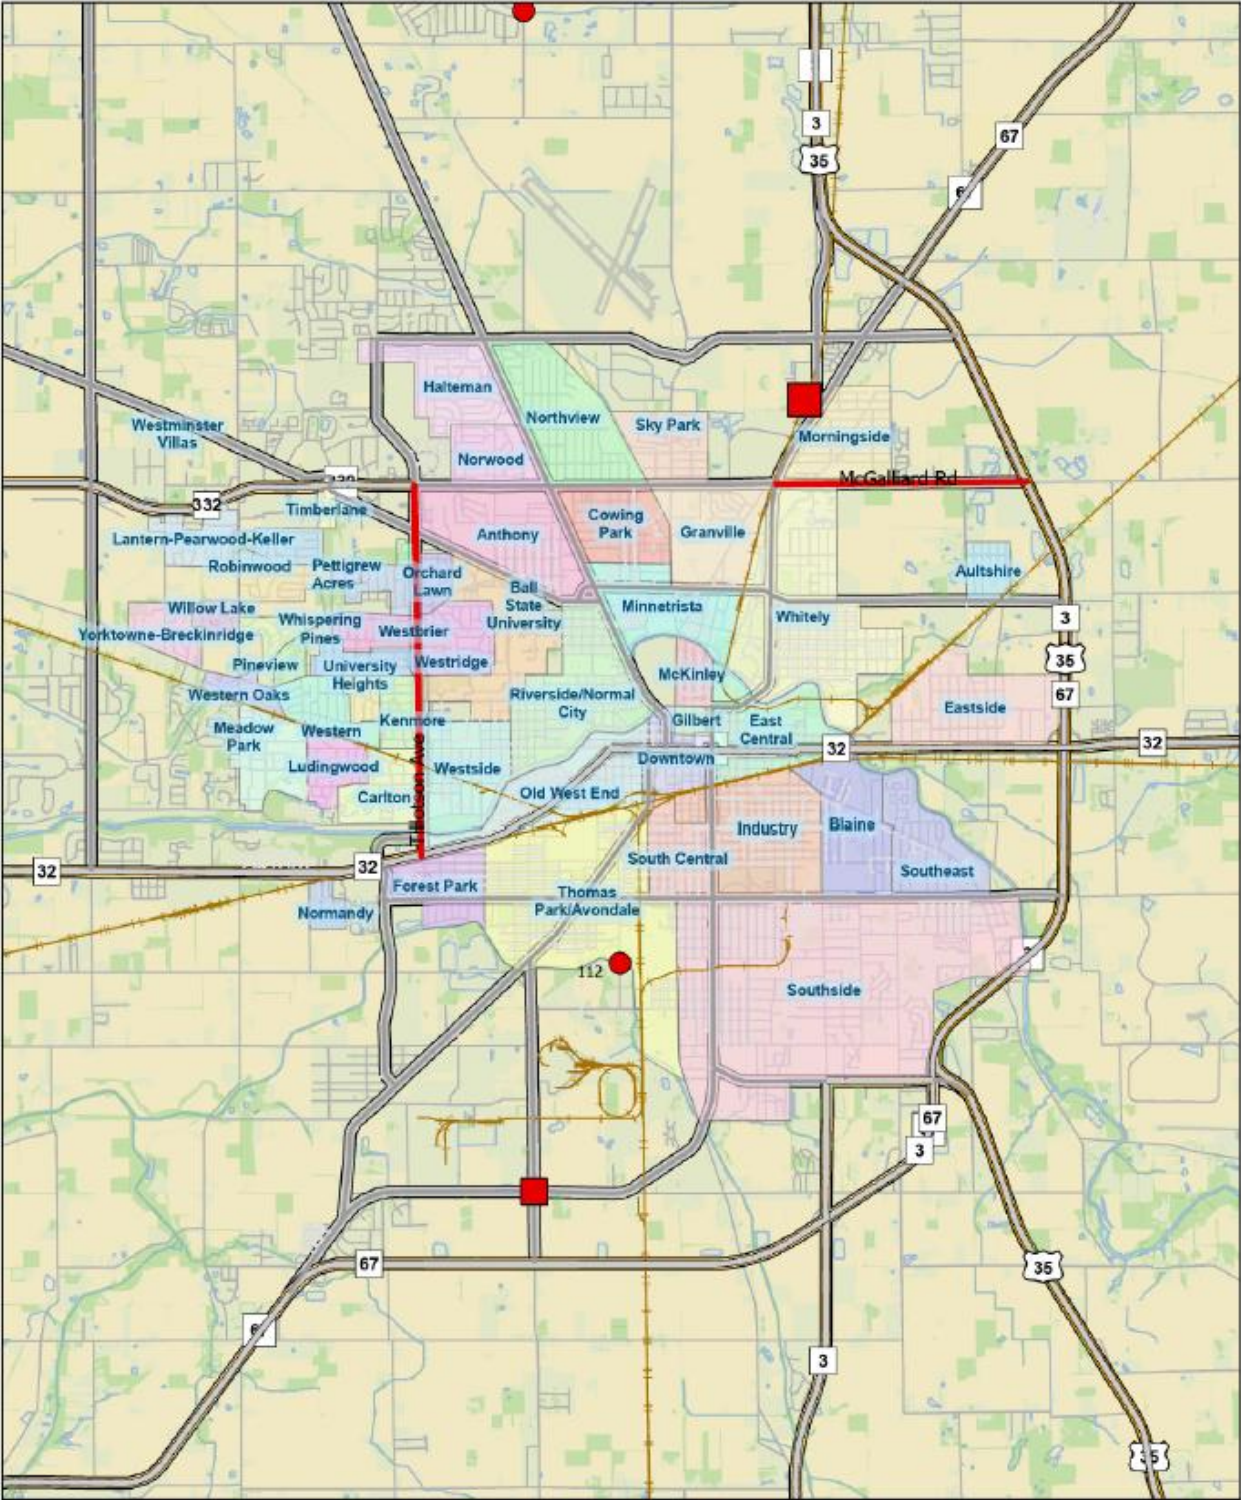 3
67
35
Halteman
Northview
Sky Park
Westminster
Villas
Morningside
Norwood
McGalliard Rd
332
Timberlane
Cowing
Park
Anthony
Granville
Lantern-Pearwood-Keller
Robinwood
Pettigrew
Acres
Orchard
Lawn
Aultshire
Ball
State
University
Willow Lake
Whispering
Pines
Minnetrista
Whitely
3
Yorktowne-Breckinridge
Westbrier
Pineview
University
Heights
Westridge
McKinley
35
Western Oaks
Riverside/Normal
City
67
Eastside
Meadow
Park
Western
Kenmore
Gilbert
East
Central
32
32
Ludingwood
Westside
Downtown
Carlton
Old West End
Industry
Blaine
32
32
South Central
Southeast
Forest Park
Normandy
Thomas
Park/Avondale
112
Southside
67
3
67
35
3
35